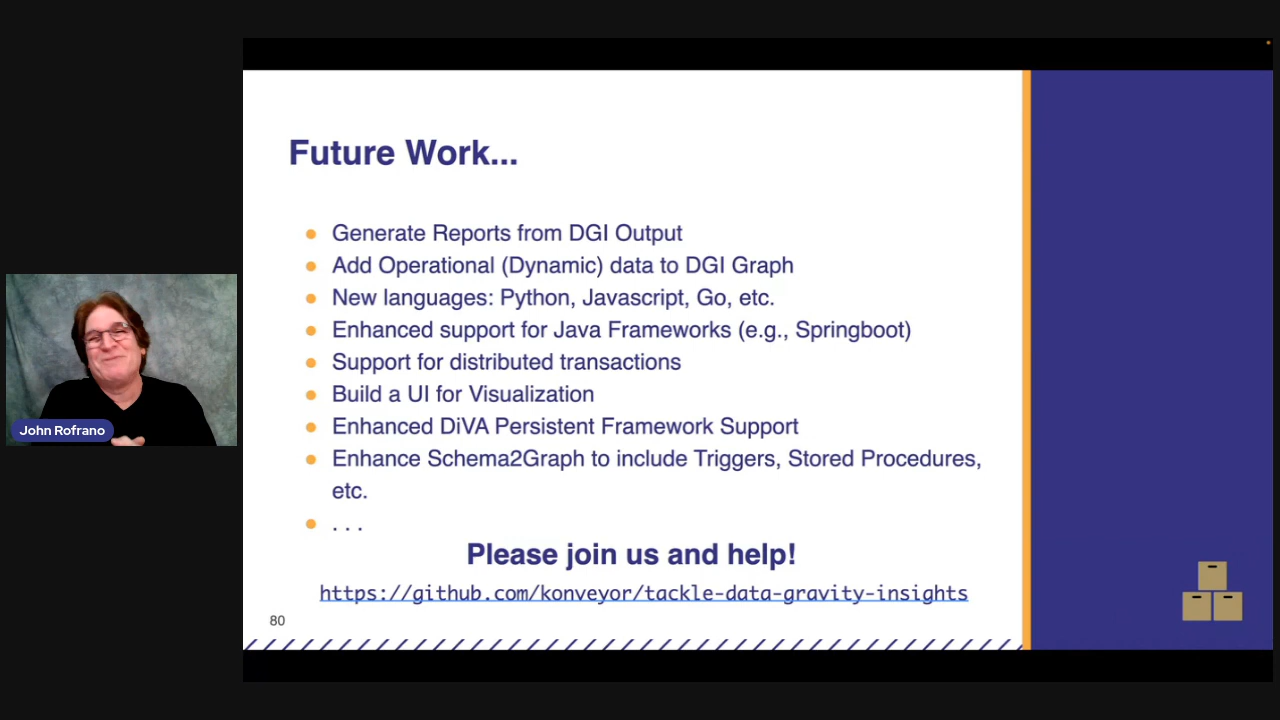 Future Work...
Generate Reports from DGI Output
Add Operational (Dynamic) data to DGI Graph
New languages: Python, Javascript, Go, etc.
Enhanced support for Java Frameworks (e.g., Springboot)
Support for distributed transactions
Build a UI for Visualization
Enhanced DiVA Persistent Framework Support
Enhance Schema2Graph to include Triggers, Stored Procedures,
etc.
. . .
Please join us and help!
https://github.com/konveyor/tackle-data-gravity-insights
80
John Rofrano